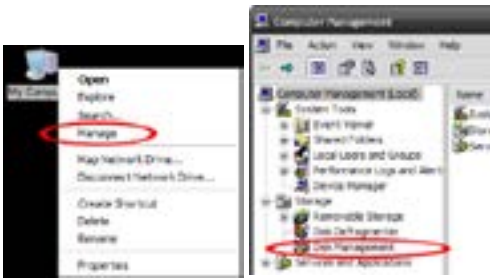 My Compu
Open
Explore
Search...
Manage
Map Network Drive...
Disconnect Network Drive...
Create Shortcut
Delete
Rename
Properties
Computer Management
File Action View Window Help
Computer Management (Local)
Name
System Tools
Event Viewer
Shared Folders
Local Users and Groups
Performance Logs and Alert
Device Manager
Storage
Removable Storage
Disk Defragmenter
Disk Management
Services and Applications